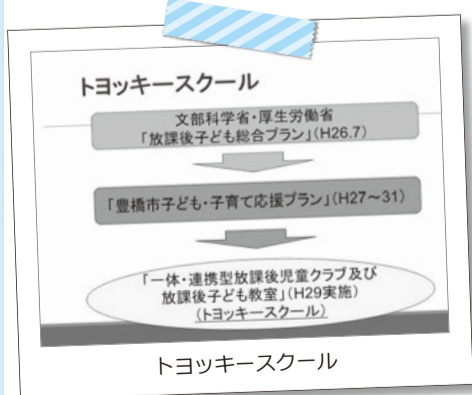 トヨッキースクール
文部科学省・厚生労働省
「放課後子ども総合プラン」(H26.7)
「豊橋市子ども・子育て応援プラン」(H27～31)
「一体・連携型放課後児童クラブ及び
放課後子ども教室」(H29実施)
(トヨッキースクール)
トヨッキースクール